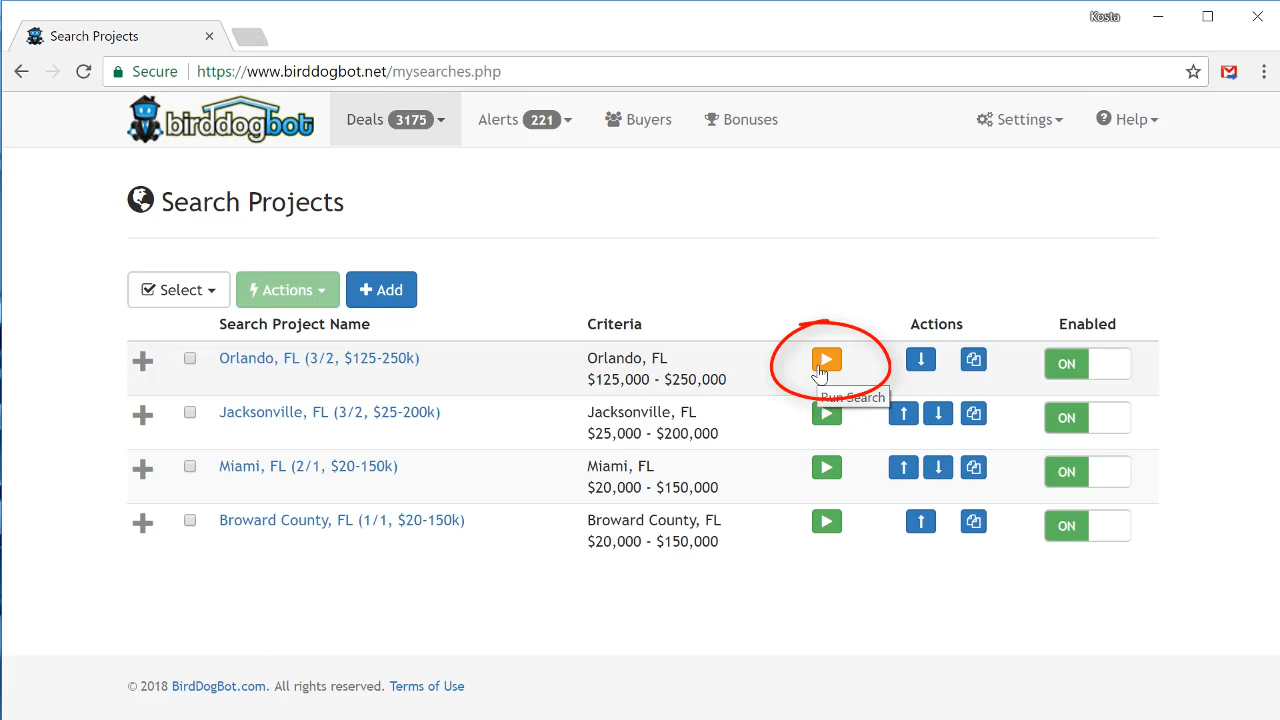 Kosta
Search Projects
Secure https://www.birddogbot.net/mysearches.php
birddogbot Deals 3175 Alerts 221 Buyers Bonuses Settings Help
Search Projects
Select Actions Add
Search Project Name Criteria Actions Enabled
Orlando, FL (3/2, $125-250k) Orlando, FL ON
$125,000 - $250,000
Run Search
Jacksonville, FL (3/2, $25-200k) Jacksonville, FL ON
$25,000 - $200,000
Miami, FL (2/1, $20-150k) Miami, FL ON
$20,000 - $150,000
Broward County, FL (1/1, $20-150k) Broward County, FL ON
$20,000 - $150,000
© 2018 BirdDogBot.com. All rights reserved. Terms of Use